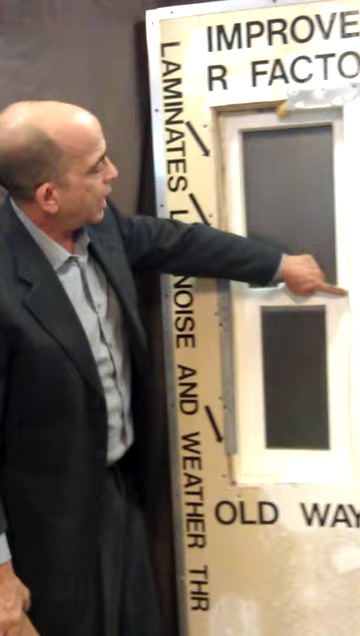 IMPROVE
R FACTO
LAMINATES L
NOISE AND WEATHER THR
OLD WAY